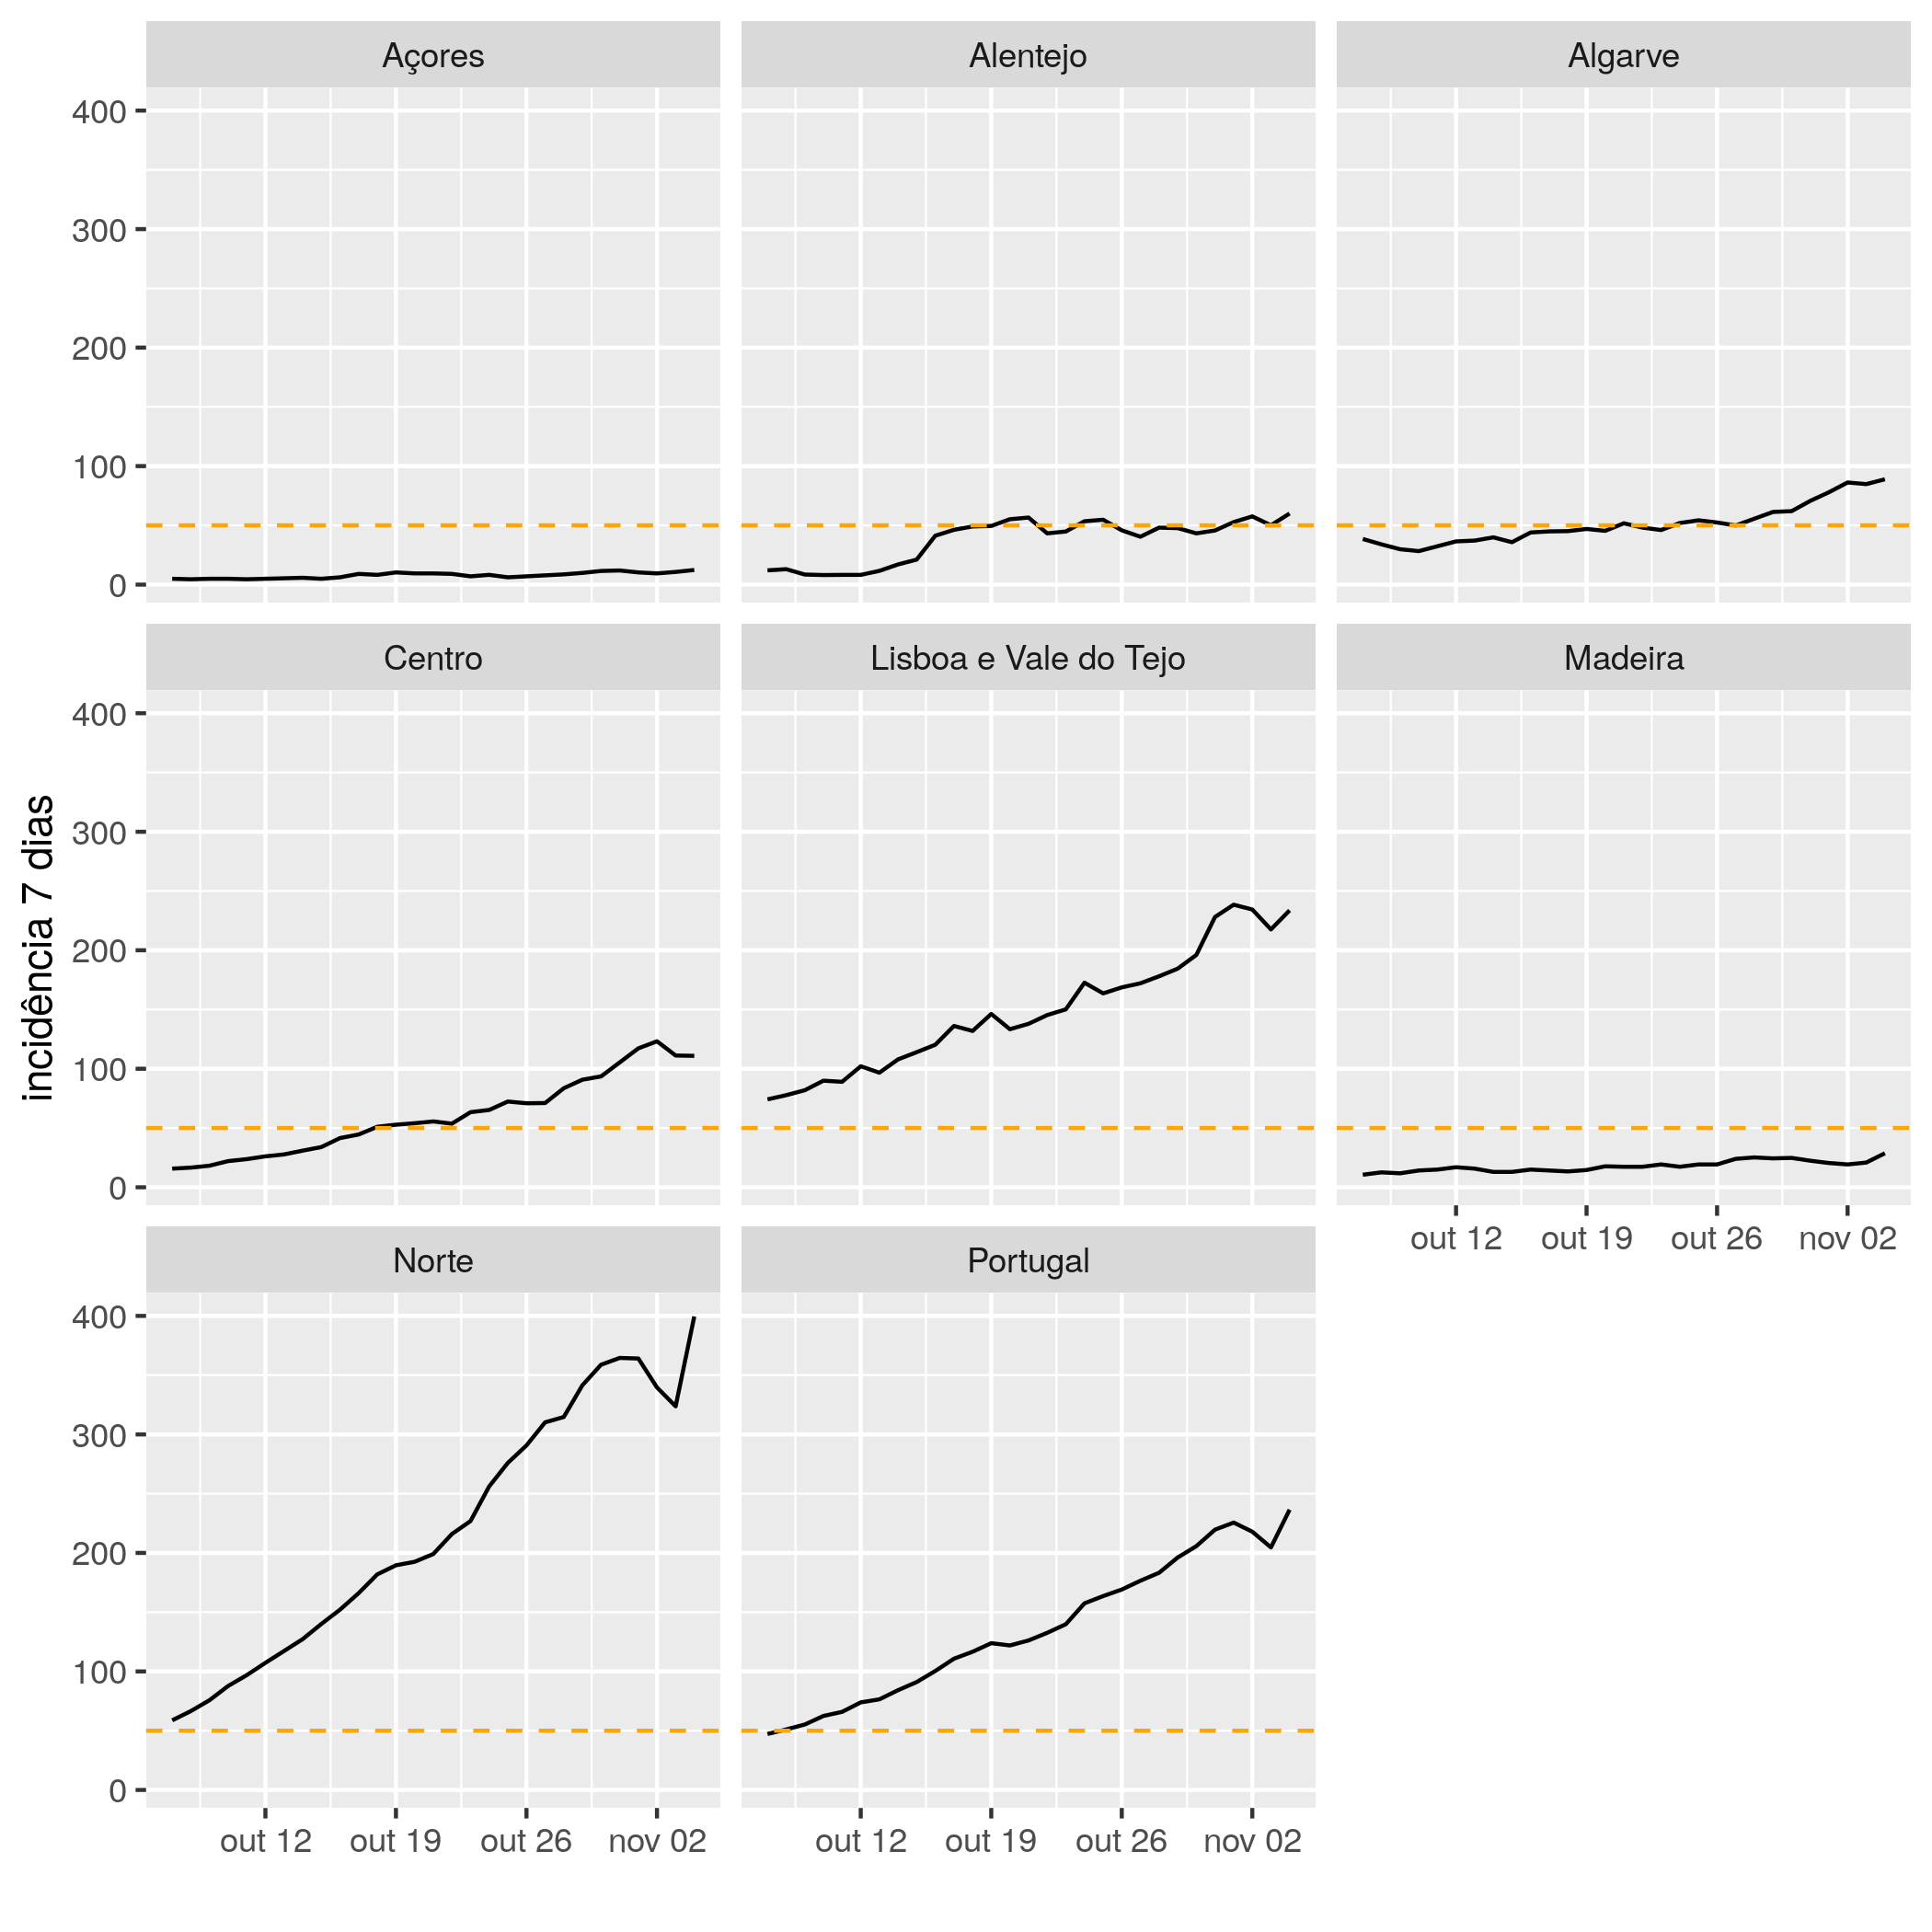 Açores
Alentejo
Algarve
400
300
200
100
0
Centro
Lisboa e Vale do Tejo
Madeira
incidência 7 dias
400
300
200
100
0
out 12 out 19 out 26 nov 02
Norte
Portugal
400
300
200
100
0
out 12 out 19 out 26 nov 02
out 12 out 19 out 26 nov 02